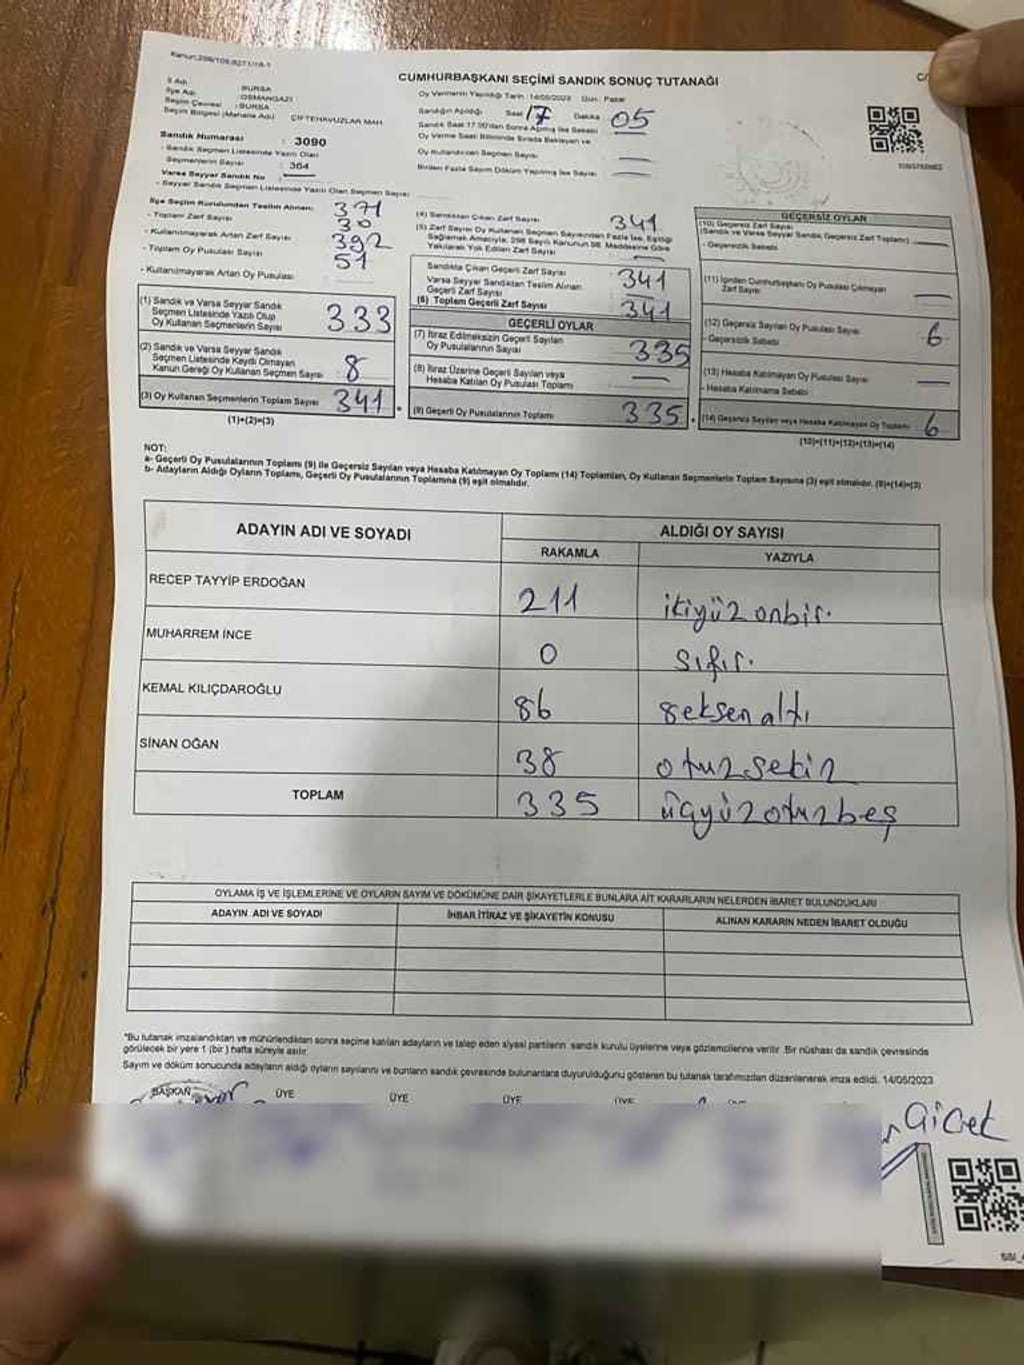 Kanun:298/105,6271/18-1
CUMHURBAŞKANI SEÇİMİ SANDIK SONUÇ TUTANAĞI
İl Adı : BURSA
İlçe Adı : OSMANGAZİ
Seçim Çevresi : BURSA
Seçim Bölgesi (Mahalle Adı) : ÇİFTEHAVUZLAR MAH.
Oy Vermenin Yapıldığı Tarih : 14/05/2023 Gün : Pazar
Sandığın Açıldığı Saat 17 Dakika 05
Sandık Saat 17.00'den Sonra Açılmış İse Sebebi
Oy Verme Saati Bitiminde Sırada Bekleyen ve
Oy Kullandırılan Seçmen Sayısı
Birden Fazla Sayım Döküm Yapılmış İse Sayısı
Sandık Numarası : 3090
- Sandık Seçmen Listesinde Yazılı Olan
Seçmenlerin Sayısı : 364
Varsa Seyyar Sandık No
- Seyyar Sandık Seçmen Listesinde Yazılı Olan Seçmen Sayısı
İlçe Seçim Kurulundan Teslim Alınan;
- Toplam Zarf Sayısı 371
- Kullanılmayarak Artan Zarf Sayısı 30
- Toplam Oy Pusulası Sayısı 392
- Kullanılmayarak Artan Oy Pusulası 51
(1) Sandık ve Varsa Seyyar Sandık
Seçmen Listesinde Yazılı Olup
Oy Kullanan Seçmenlerin Sayısı 333
(2) Sandık ve Varsa Seyyar Sandık
Seçmen Listesinde Kaydı Olmayan
Kanun Gereği Oy Kullanan Seçmen Sayısı 8
(3) Oy Kullanan Seçmenlerin Toplam Sayısı 341
(1)+(2)=(3)
(4) Sandıktan Çıkan Zarf Sayısı 341
(5) Zarf Sayısı Oy Kullanan Seçmen Sayısından Fazla İse, Eşitliği
Sağlamak Amacıyla, 298 Sayılı Kanunun 98. Maddesine Göre
Yakılarak Yok Edilen Zarf Sayısı
Sandıkta Çıkan Geçerli Zarf Sayısı 341
Varsa Seyyar Sandıktan Teslim Alınan
Geçerli Zarf Sayısı
(6) Toplam Geçerli Zarf Sayısı 341
GEÇERLİ OYLAR
(7) İtiraz Edilmeksizin Geçerli Sayılan
Oy Pusulalarının Sayısı 335
(8) İtiraz Üzerine Geçerli Sayılan veya
Hesaba Katılan Oy Pusulası Toplamı
(9) Geçerli Oy Pusulalarının Toplamı 335
GEÇERSİZ OYLAR
(10) Geçersiz Zarf Sayısı
(Sandık ve Varsa Seyyar Sandık Geçersiz Zarf Toplamı)
- Geçersizlik Sebebi
(11) İçinden Cumhurbaşkanı Oy Pusulası Çıkmayan
Zarf Sayısı
(12) Geçersiz Sayılan Oy Pusulası Sayısı 6
- Geçersizlik Sebebi
(13) Hesaba Katılmayan Oy Pusulası Sayısı
- Hesaba Katılmama Sebebi
(14) Geçersiz Sayılan veya Hesaba Katılmayan Oy Toplamı 6
(10)+(11)+(12)+(13)=(14)
NOT:
a- Geçerli Oy Pusulalarının Toplamı (9) ile Geçersiz Sayılan veya Hesaba Katılmayan Oy Toplamı (14) Toplamları, Oy Kullanan Seçmenlerin Toplam Sayısına (3) eşit olmalıdır. (9)+(14)=(3)
b- Adayların Aldığı Oyların Toplamı, Geçerli Oy Pusulalarının Toplamına (9) eşit olmalıdır.
ADAYIN ADI VE SOYADI ALDIĞI OY SAYISI
RAKAMLA YAZIYLA
RECEP TAYYİP ERDOĞAN 211 ikiyüz onbir.
MUHARREM İNCE 0 sıfır.
KEMAL KILIÇDAROĞLU 86 seksen altı
SİNAN OĞAN 38 otuzsekiz
TOPLAM 335 üçyüzotuzbeş
OYLAMA İŞ VE İŞLEMLERİNE VE OYLARIN SAYIM VE DÖKÜMÜNE DAİR ŞİKAYETLERLE BUNLARA AİT KARARLARIN NELERDEN İBARET BULUNDUKLARI
ADAYIN ADI VE SOYADI İHBAR İTİRAZ VE ŞİKAYETİN KONUSU ALINAN KARARIN NEDEN İBARET OLDUĞU
*Bu tutanak imzalandıktan ve mühürlendikten sonra seçime katılan adayların ve talep eden siyasi partilerin sandık kurulu üyelerine veya gözlemcilerine verilir. Bir nüshası da sandık çevresinde
görülecek bir yere 1 (bir) hafta süreyle asılır.
Sayım ve döküm sonucunda adayların aldığı oyların sayılarını ve bunların sandık çevresinde bulunanlara duyurulduğunu gösteren bu tutanak tarafımızdan düzenlenerek imza edildi. 14/05/2023
BAŞKAN ÜYE ÜYE ÜYE ÜYE